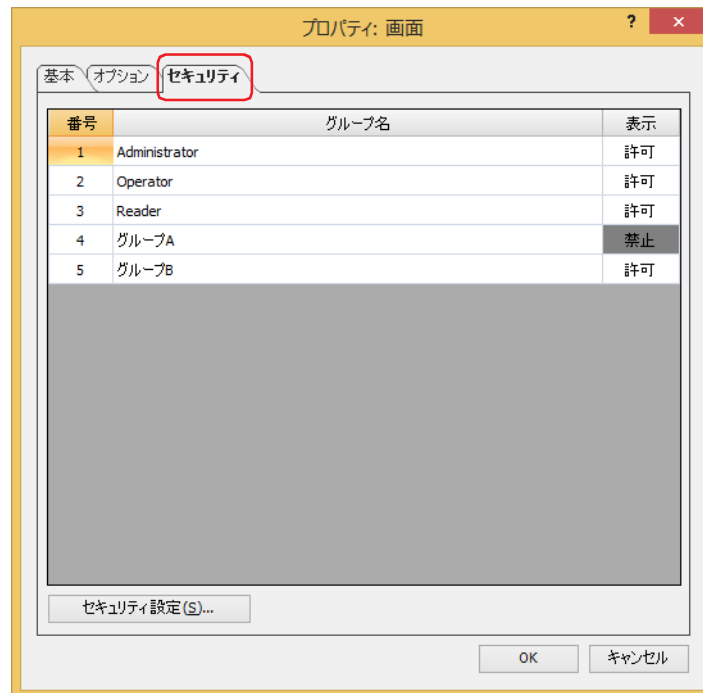 プロパティ: 画面
?
×
基本 オプション セキュリティ
番号 グループ名 表示
1 Administrator 許可
2 Operator 許可
3 Reader 許可
4 グループA 禁止
5 グループB 許可
セキュリティ設定(S)...
OK キャンセル